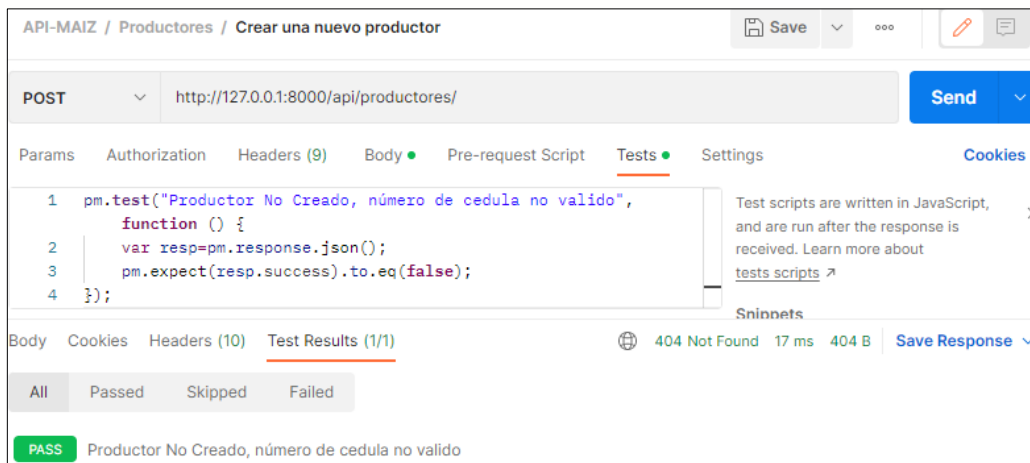 API-MAIZ / Productores / Crear una nuevo productor
Save
POST
http://127.0.0.1:8000/api/productores/
Send
Params Authorization Headers (9) Body Pre-request Script Tests Settings Cookies
1 pm.test("Productor No Creado, número de cedula no valido",
function () {
2 var resp=pm.response.json();
3 pm.expect(resp.success).to.eq(false);
4 });
Test scripts are written in JavaScript,
and are run after the response is
received. Learn more about
tests scripts
Snippets
Body Cookies Headers (10) Test Results (1/1) 404 Not Found 17 ms 404 B Save Response
All Passed Skipped Failed
PASS Productor No Creado, número de cedula no valido